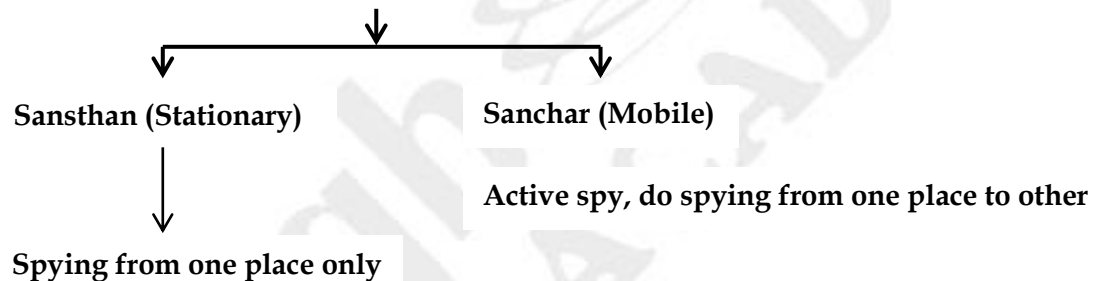 Sansthan (Stationary)
Sanchar (Mobile)
Active spy, do spying from one place to other
Spying from one place only